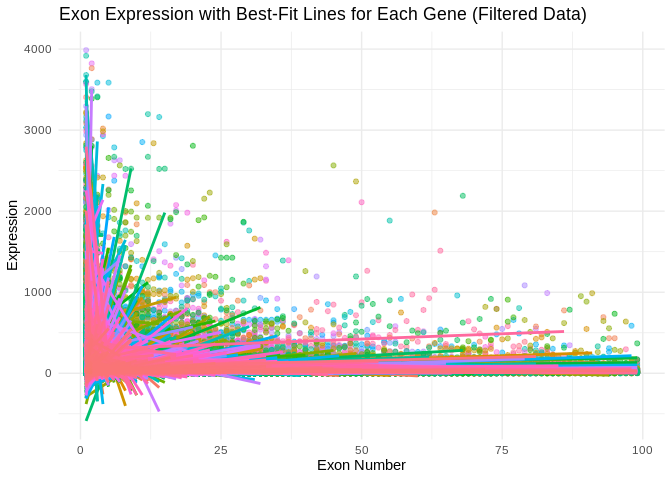 Exon Expression with Best-Fit Lines for Each Gene (Filtered Data)
4000
3000
2000
1000
0
Expression
0 25 50 75 100
Exon Number